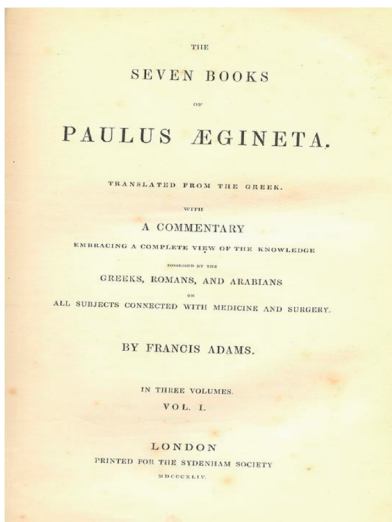 THE
SEVEN BOOKS
OF
PAULUS ÆGINETA.
TRANSLATED FROM THE GREEK.
WITH
A COMMENTARY
EMBRACING A COMPLETE VIEW OF THE KNOWLEDGE
POSSESSED BY THE
GREEKS, ROMANS, AND ARABIANS
ON
ALL SUBJECTS CONNECTED WITH MEDICINE AND SURGERY.
BY FRANCIS ADAMS.
IN THREE VOLUMES.
VOL. I.
LONDON
PRINTED FOR THE SYDENHAM SOCIETY
MDCCCXLIV.